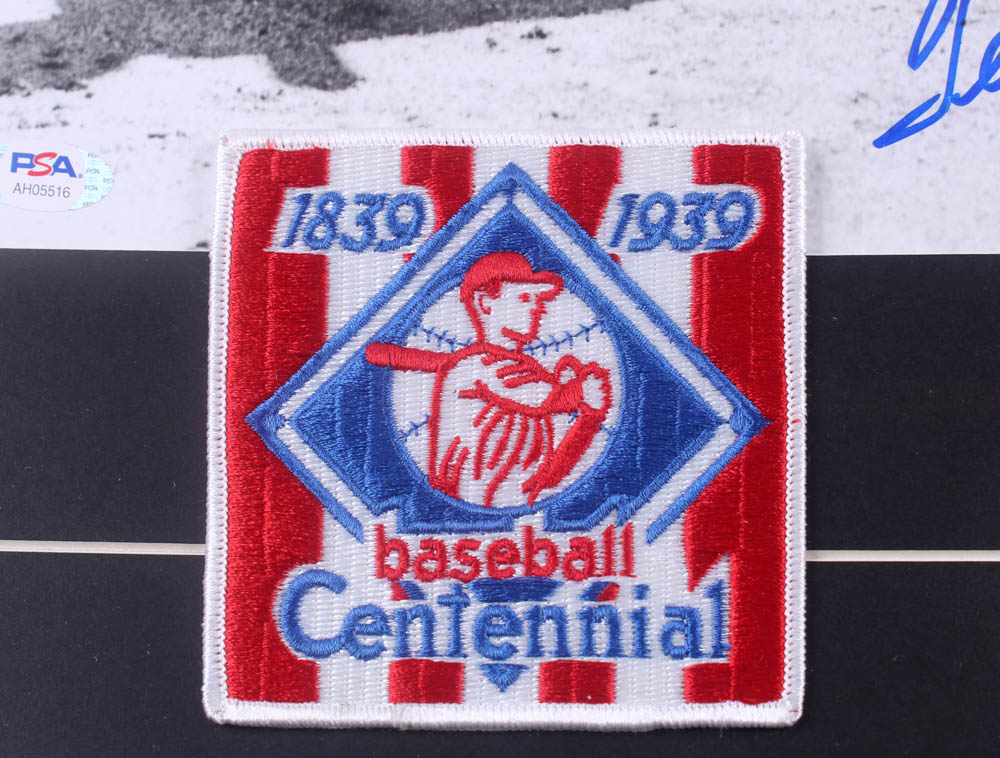 PSA
AH05516
1839 1939
baseball
Centennial